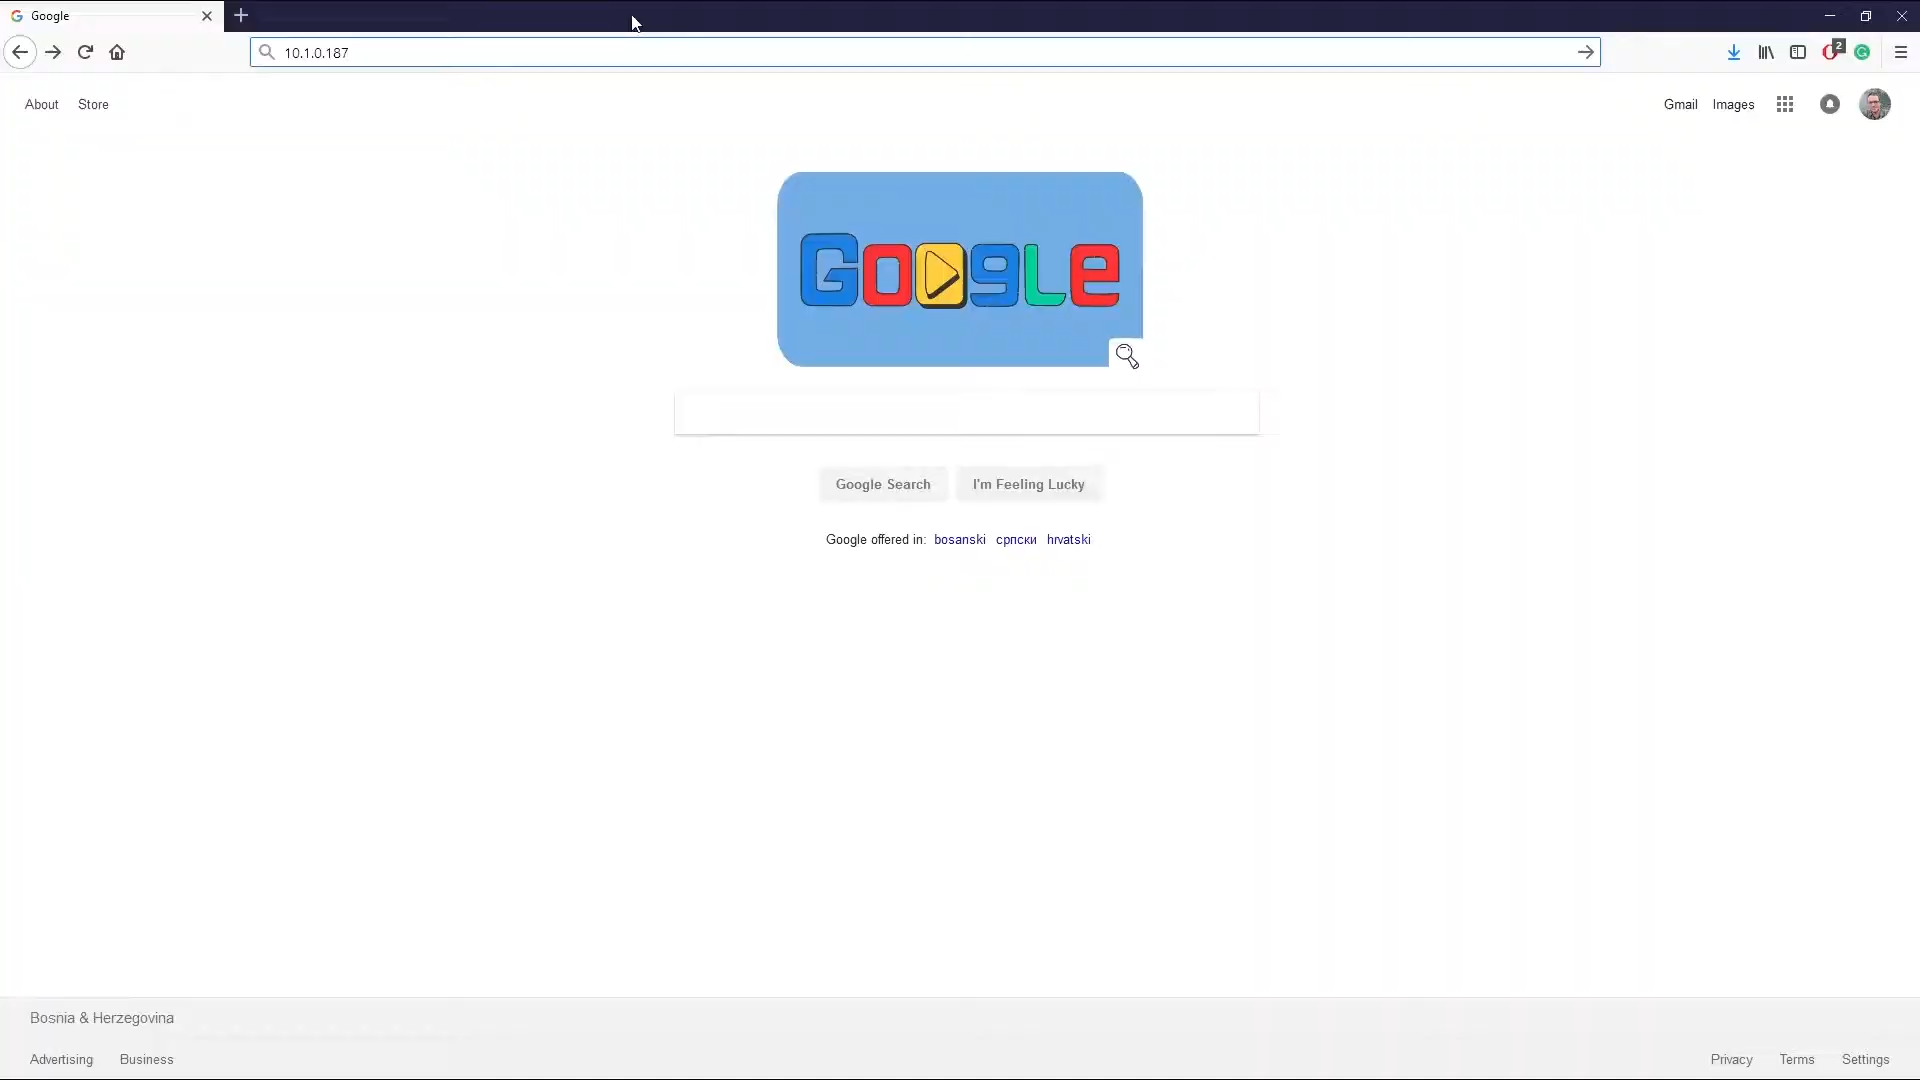 Google
10.1.0.187
2
About Store
Gmail Images
Google
Google Search I'm Feeling Lucky
Google offered in: bosanski српски hrvatski
Bosnia & Herzegovina
Advertising Business
Privacy Terms Settings